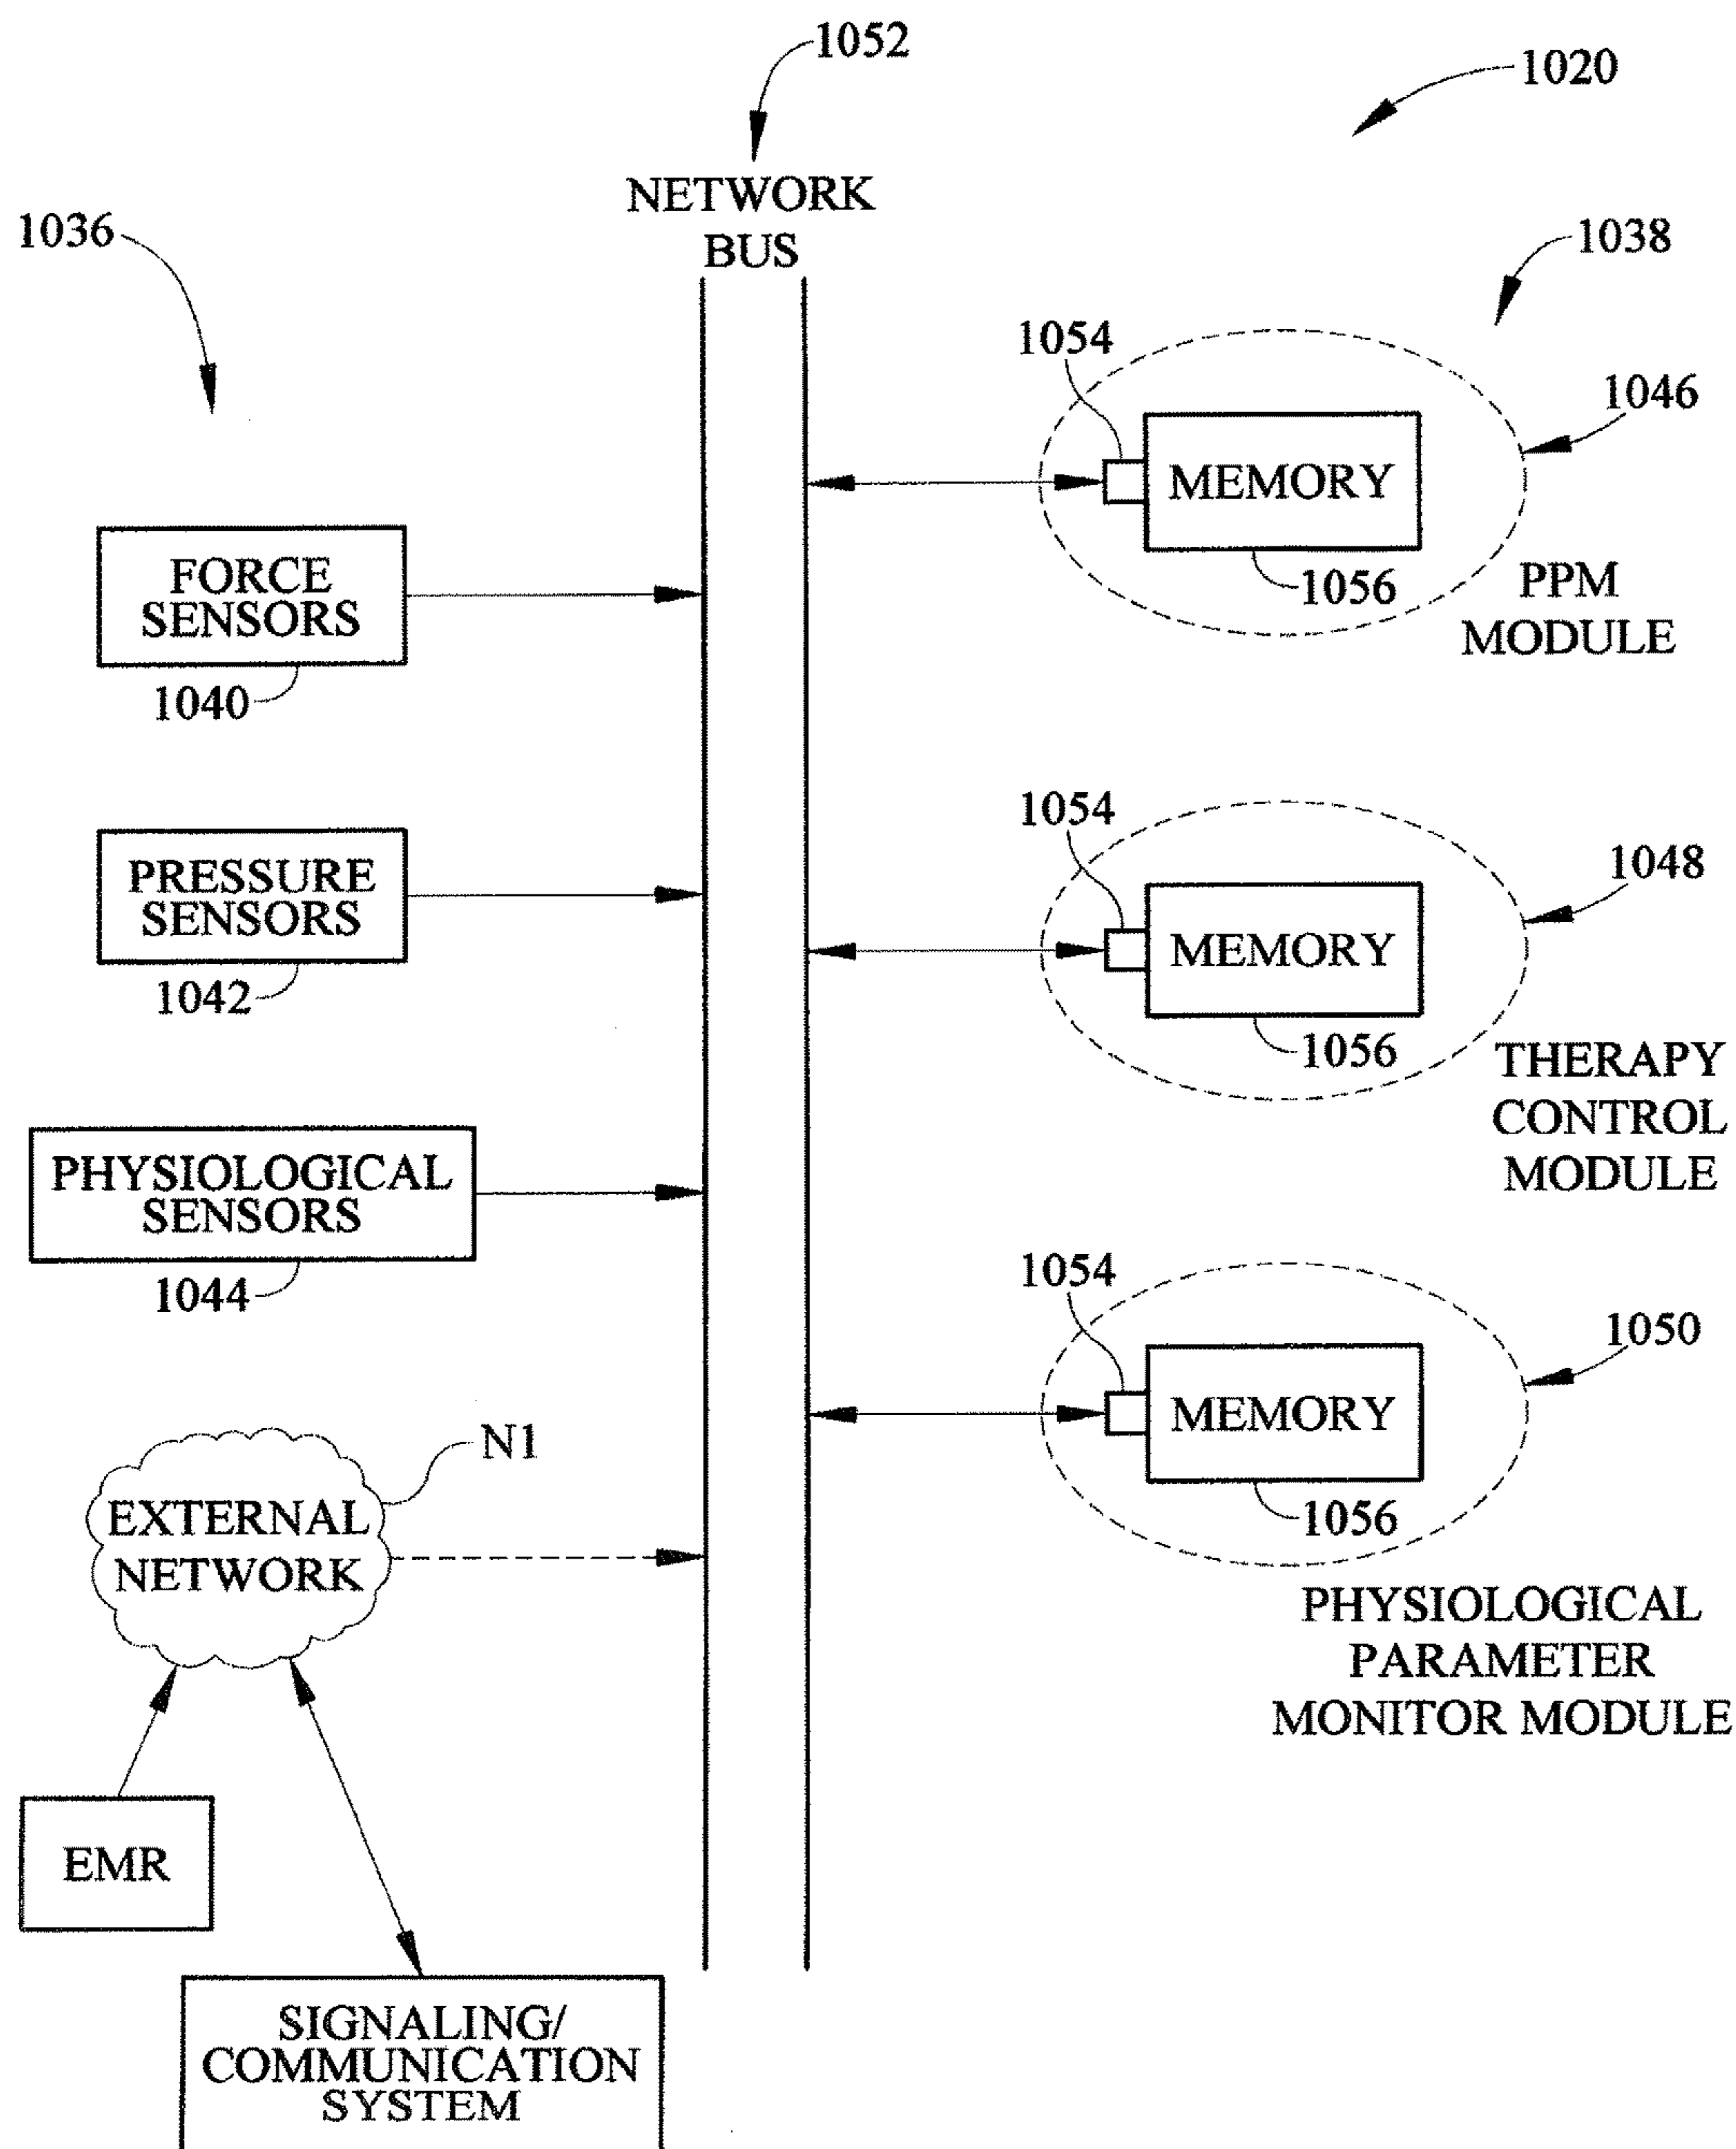 1052
1020
NETWORK
BUS
1036
1038
1054
1046
MEMORY
1056
PPM
MODULE
FORCE
SENSORS
1040
1054
1048
PRESSURE
SENSORS
1042
MEMORY
1056
THERAPY
CONTROL
MODULE
PHYSIOLOGICAL
SENSORS
1044
1054
1050
MEMORY
1056
PHYSIOLOGICAL
PARAMETER
MONITOR MODULE
N1
EXTERNAL
NETWORK
EMR
SIGNALING/
COMMUNICATION
SYSTEM